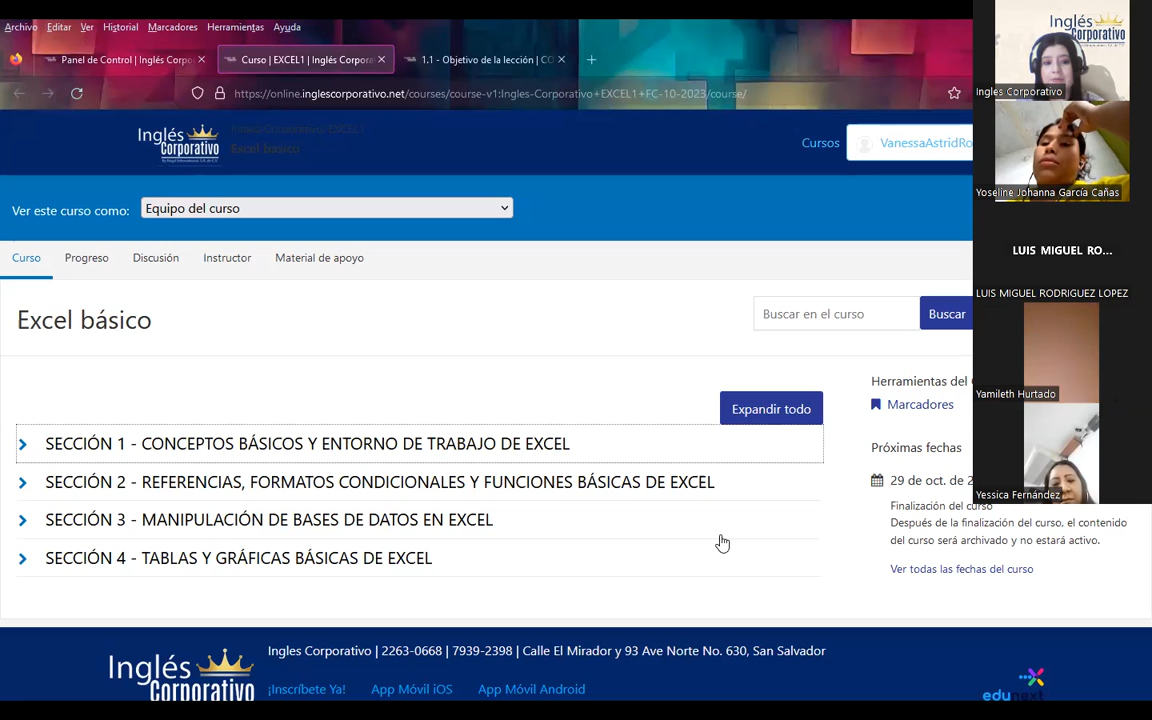 Archivo Editar Ver Historial Marcadores Herramientas Ayuda
Panel de Control | Inglés Corpo
Curso | EXCEL1 | Inglés Corpora
1.1 - Objetivo de la lección | CO
https://online.inglescorporativo.net/courses/course-v1:Ingles-Corporativo+EXCEL1+FC-10-2023/course/
Inglés
Corporativo
Excel básico
Cursos
VanessaAstridRo
Ver este curso como:
Equipo del curso
Curso Progreso Discusión Instructor Material de apoyo
Excel básico
Buscar en el curso
Buscar
Expandir todo
SECCIÓN 1 - CONCEPTOS BÁSICOS Y ENTORNO DE TRABAJO DE EXCEL
SECCIÓN 2 - REFERENCIAS, FORMATOS CONDICIONALES Y FUNCIONES BÁSICAS DE EXCEL
SECCIÓN 3 - MANIPULACIÓN DE BASES DE DATOS EN EXCEL
SECCIÓN 4 - TABLAS Y GRÁFICAS BÁSICAS DE EXCEL
Herramientas del
Marcadores
Próximas fechas
29 de oct. de 2
Finalización del curso
Después de la finalización del curso, el contenido
del curso será archivado y no estará activo.
Ver todas las fechas del curso
Inglés
Corporativo
Ingles Corporativo | 2263-0668 | 7939-2398 | Calle El Mirador y 93 Ave Norte No. 630, San Salvador
¡Inscríbete Ya! App Móvil iOS App Móvil Android
edunext
Inglés
Corporativo
Ingles Corporativo
Yoseline Johanna García Cañas
LUIS MIGUEL RO...
LUIS MIGUEL RODRIGUEZ LOPEZ
Yamileth Hurtado
Yessica Fernández